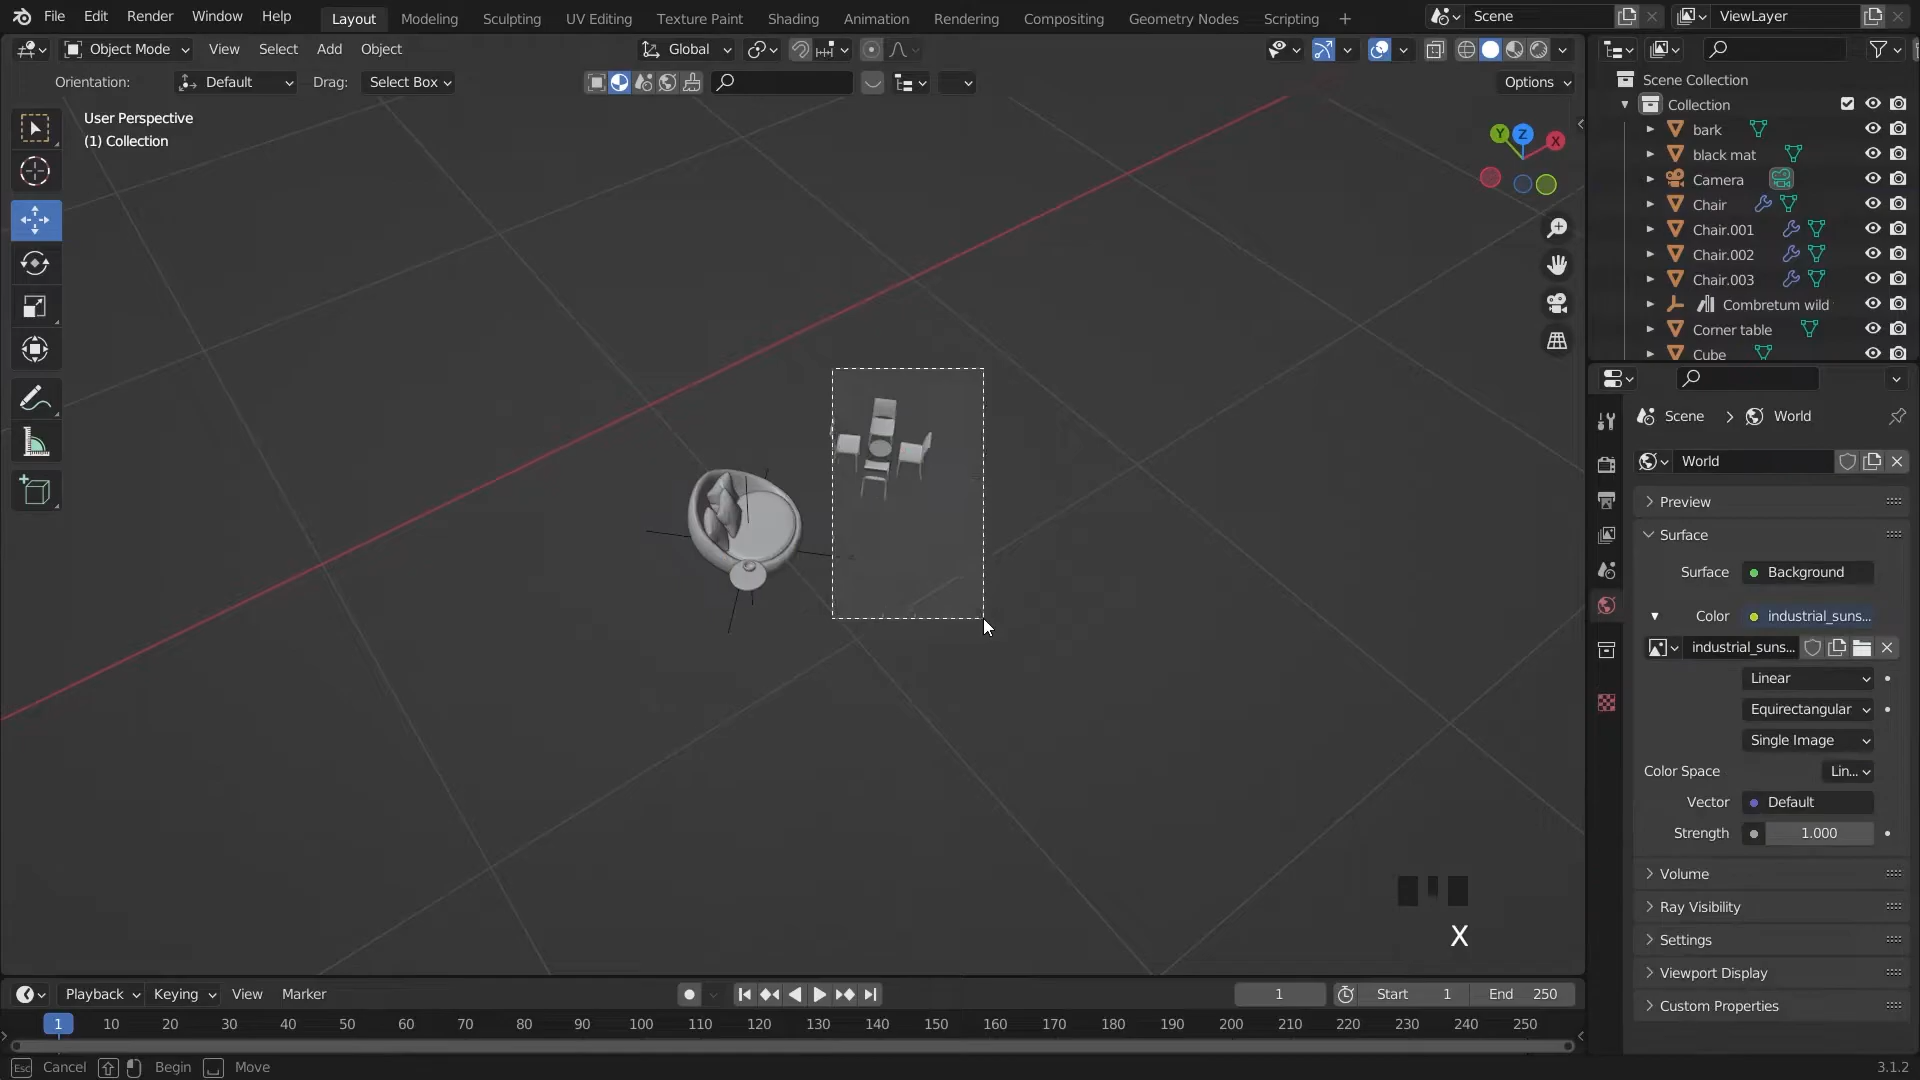 File Edit Render Window Help Layout Modeling Sculpting UV Editing Texture Paint Shading Animation Rendering Compositing Geometry Nodes Scripting + Scene ViewLayer
Object Mode View Select Add Object Global
Orientation: Default Drag: Select Box Options
User Perspective
(1) Collection
Y Z X
Scene Collection
Collection
bark
black mat
Camera
Chair
Chair.001
Chair.002
Chair.003
Combretum wild
Corner table
Cube
Scene > World
World
Preview
Surface
Surface Background
Color industrial_suns...
industrial_suns...
Linear
Equirectangular
Single Image
Color Space Lin...
Vector Default
Strength 1.000
Volume
Ray Visibility
Settings
Viewport Display
Custom Properties
X
Playback Keying View Marker 1 Start 1 End 250
1 10 20 30 40 50 60 70 80 90 100 110 120 130 140 150 160 170 180 190 200 210 220 230 240 250
Esc Cancel Begin Move 3.1.2